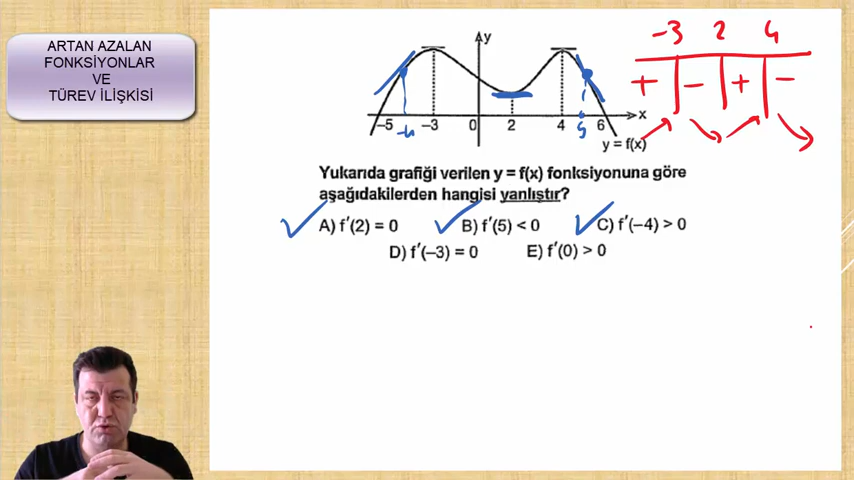 ARTAN AZALAN
FONKSİYONLAR
VE
TÜREV İLİŞKİSİ
y
-3 2 4
+ - + -
-5 -3 0 2 4 6 x
-4 5
y = f(x)
Yukarıda grafiği verilen y = f(x) fonksiyonuna göre
aşağıdakilerden hangisi yanlıştır?
A) f'(2) = 0 B) f'(5) < 0 C) f'(–4) > 0
D) f'(–3) = 0 E) f'(0) > 0